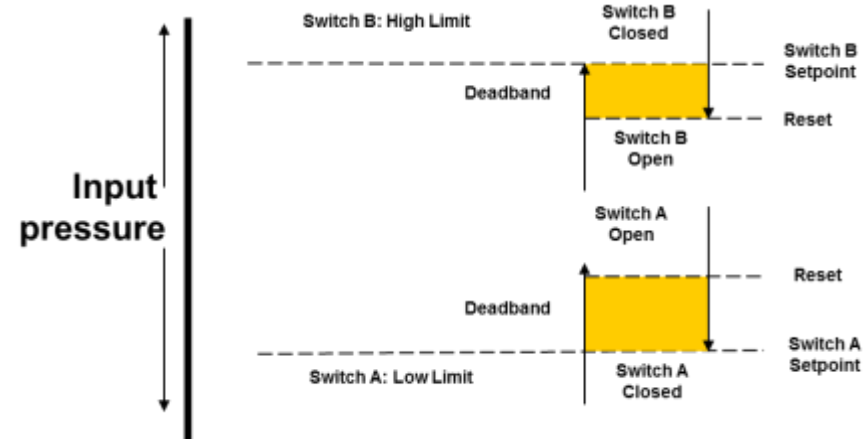 Switch B: High Limit
Switch B
Closed
Switch B
Setpoint
Deadband
Reset
Switch B
Open
Input
pressure
Switch A
Open
Reset
Deadband
Switch A
Setpoint
Switch A: Low Limit
Switch A
Closed